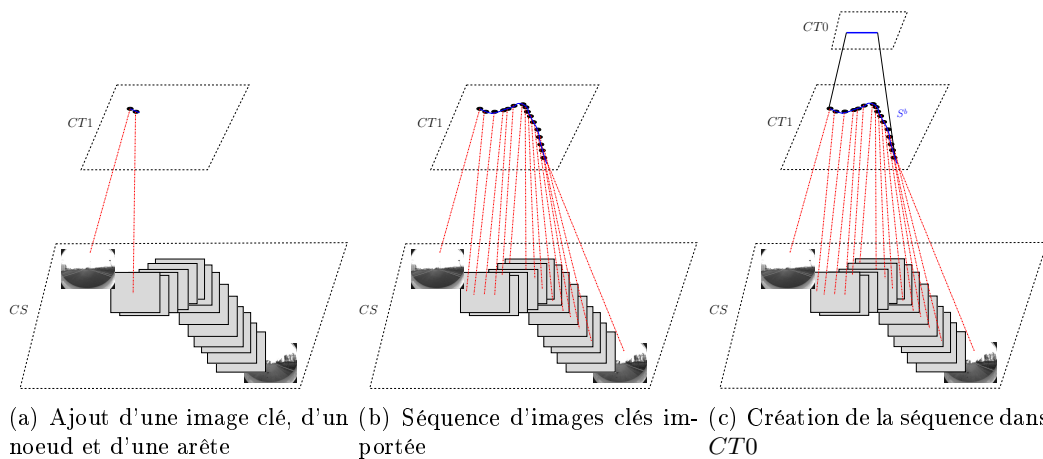 CT0
CT1
CT1
CT1
S^y
CS
CS
CS
(a) Ajout d'une image clé, d'un
noeud et d'une arête
(b) Séquence d'images clés im-
portée
(c) Création de la séquence dans
CT0